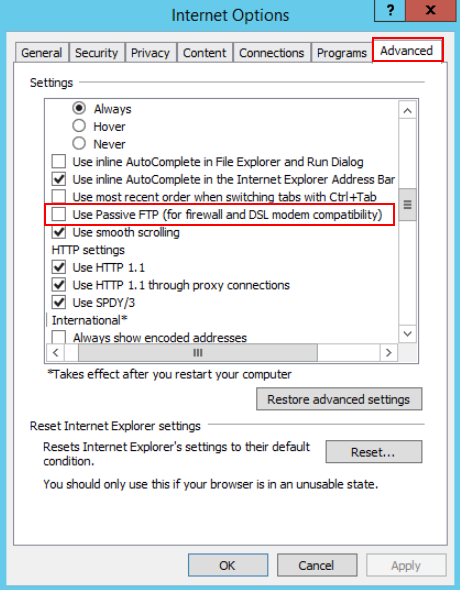 Internet Options
? x
General Security Privacy Content Connections Programs Advanced
Settings
Always
Hover
Never
Use inline AutoComplete in File Explorer and Run Dialog
Use inline AutoComplete in the Internet Explorer Address Bar
Use most recent order when switching tabs with Ctrl+Tab
Use Passive FTP (for firewall and DSL modem compatibility)
Use smooth scrolling
HTTP settings
Use HTTP 1.1
Use HTTP 1.1 through proxy connections
Use SPDY/3
International*
Always show encoded addresses
*Takes effect after you restart your computer
Restore advanced settings
Reset Internet Explorer settings
Resets Internet Explorer's settings to their default
condition.
Reset...
You should only use this if your browser is in an unusable state.
OK Cancel Apply